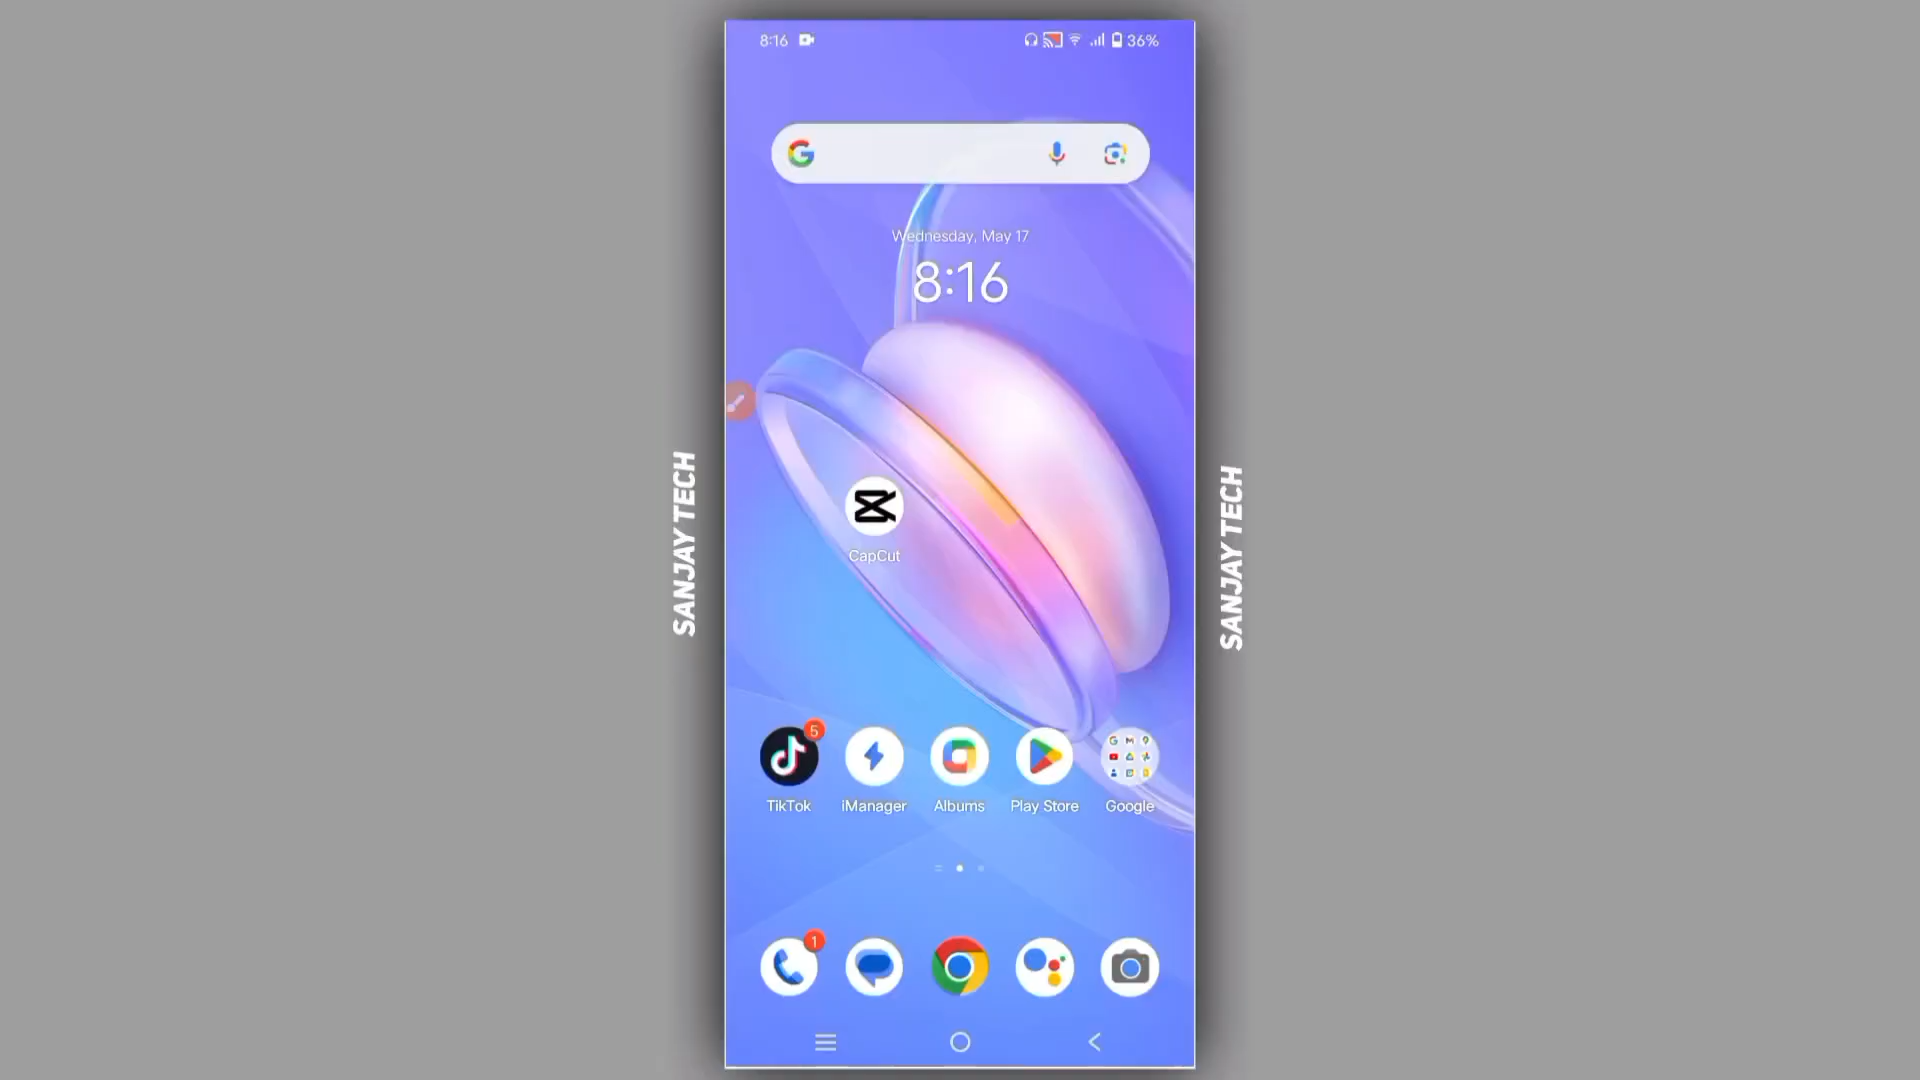 8:16
36%
Wednesday, May 17
8:16
CapCut
5
TikTok
iManager
Albums
Play Store
Google
1
SANJAY TECH
SANJAY TECH